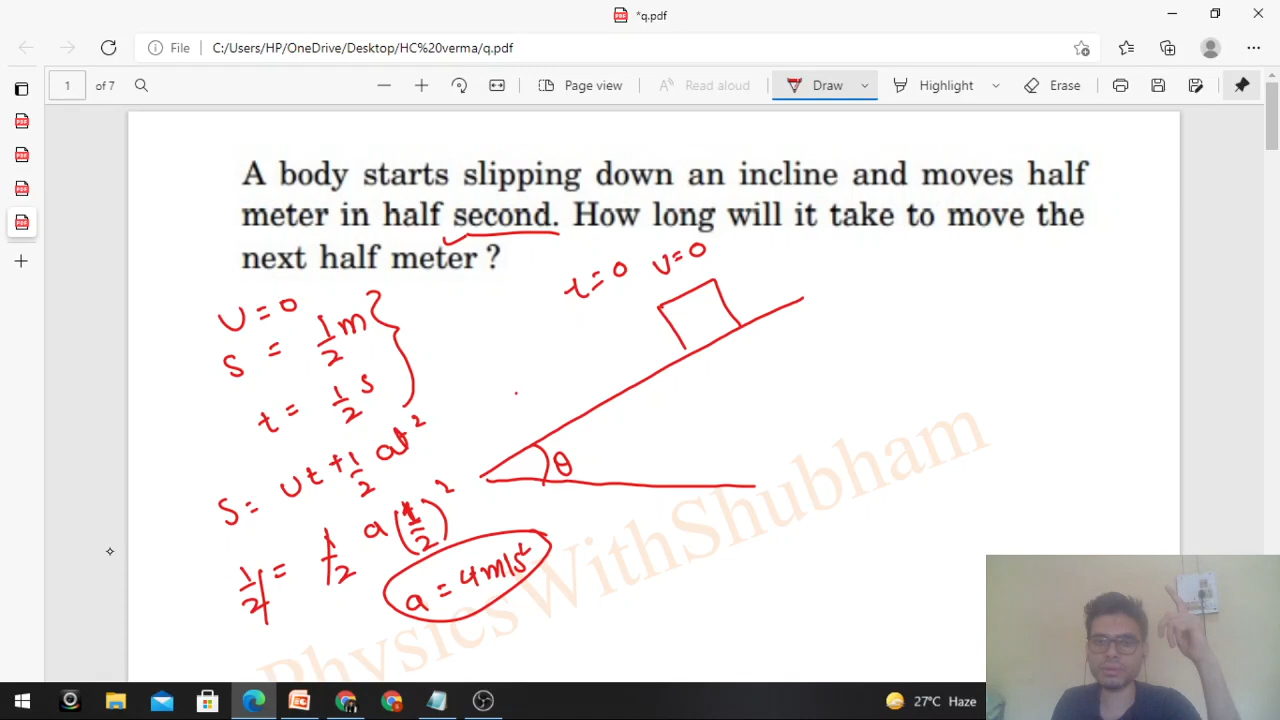 *q.pdf
File C:/Users/HP/OneDrive/Desktop/HC%20verma/q.pdf
1 of 7 Page view Read aloud Draw Highlight Erase
A body starts slipping down an incline and moves half
meter in half second. How long will it take to move the
next half meter ?
t=0 v=0
u=0
s = 1/2 m
t = 1/2 s
s = ut + 1/2 at²
1/2 = 1/2 a(1/2)²
a = 4m/s²
θ
PhysicsWithShubham
27°C Haze